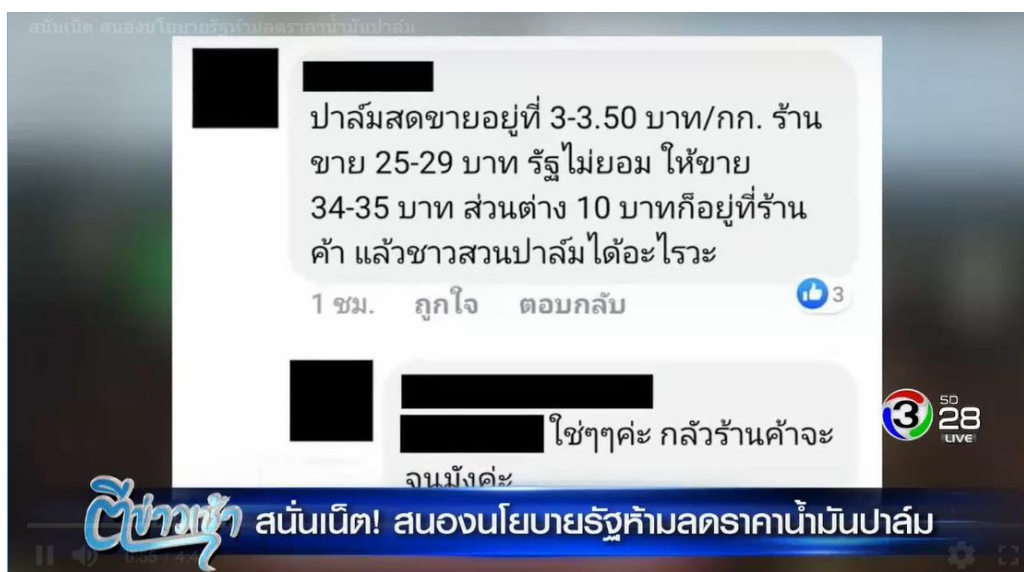 สนั่นเน็ต สนองนโยบายรัฐห้ามลดราคาน้ำมันปาล์ม
ปาล์มสดขายอยู่ที่ 3-3.50 บาท/กก. ร้าน
ขาย 25-29 บาท รัฐไม่ยอม ให้ขาย
34-35 บาท ส่วนต่าง 10 บาทก็อยู่ที่ร้าน
ค้า แล้วชาวสวนปาล์มได้อะไรวะ
1 ชม. ถูกใจ ตอบกลับ 3
ใช่ๆๆค่ะ กลัวร้านค้าจะ
จนมังค่ะ
3 SD 28 LIVE
ตีข่าวเช้า สนั่นเน็ต! สนองนโยบายรัฐห้ามลดราคาน้ำมันปาล์ม